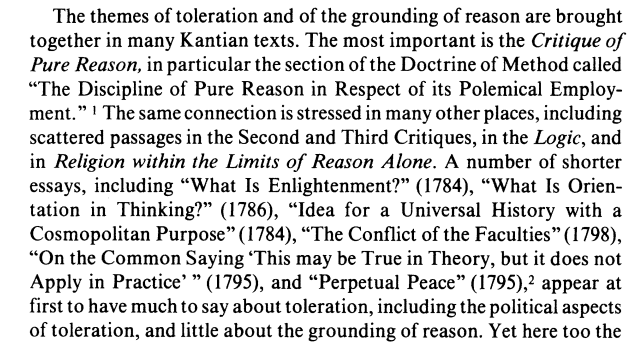 The themes of toleration and of the grounding of reason are brought
together in many Kantian texts. The most important is the Critique of
Pure Reason, in particular the section of the Doctrine of Method called
“The Discipline of Pure Reason in Respect of its Polemical Employ-
ment.” 1 The same connection is stressed in many other places, including
scattered passages in the Second and Third Critiques, in the Logic, and
in Religion within the Limits of Reason Alone. A number of shorter
essays, including “What Is Enlightenment?” (1784), “What Is Orien-
tation in Thinking?” (1786), “Idea for a Universal History with a
Cosmopolitan Purpose” (1784), “The Conflict of the Faculties” (1798),
“On the Common Saying ‘This may be True in Theory, but it does not
Apply in Practice’ ” (1795), and “Perpetual Peace” (1795),2 appear at
first to have much to say about toleration, including the political aspects
of toleration, and little about the grounding of reason. Yet here too the